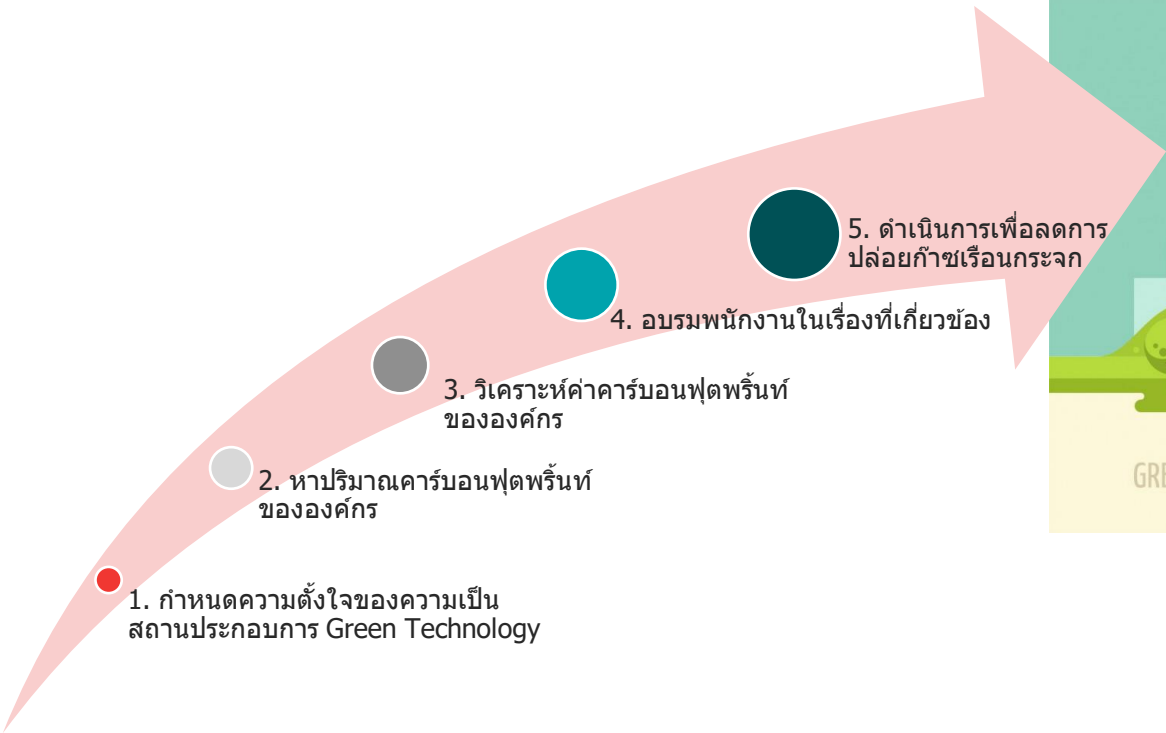 5. ดำเนินการเพื่อลดการ
ปล่อยก๊าซเรือนกระจก
4. อบรมพนักงานในเรื่องที่เกี่ยวข้อง
3. วิเคราะห์ค่าคาร์บอนฟุตพริ้นท์
ขององค์กร
2. หาปริมาณคาร์บอนฟุตพริ้นท์
ขององค์กร
1. กำหนดความตั้งใจของความเป็น
สถานประกอบการ Green Technology